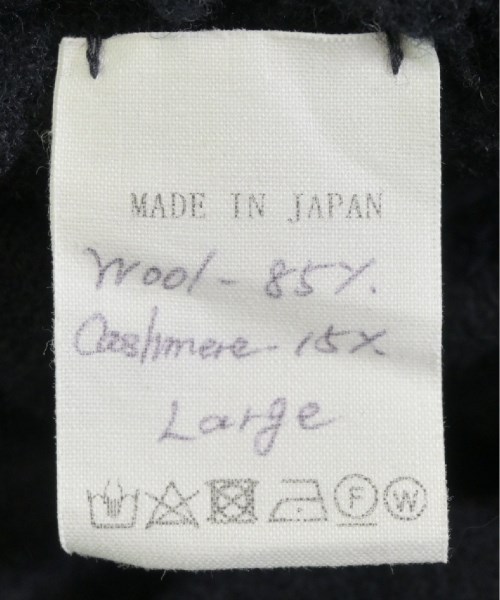 MADE IN JAPAN
Wool - 85%.
Cashmere - 15%
Large
F W